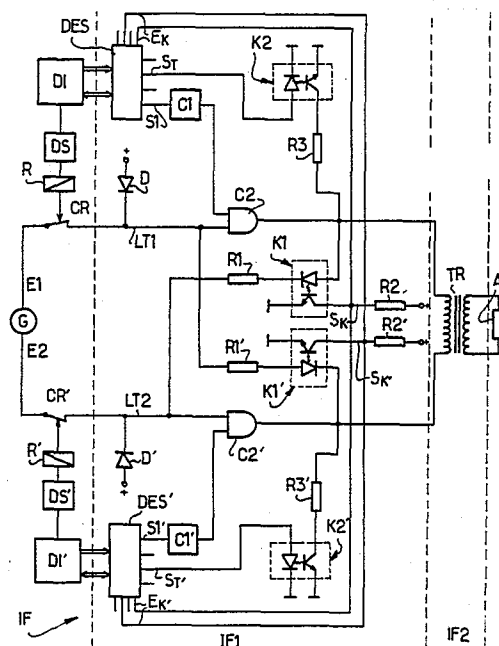 DES
EK
ST
K2
DI
S1
C1
DS
R
D
R3
CR
C2
LT1
K1
R1
E1
SK
R2
TR
A
G
E2
R1'
R2'
SK'
K1'
CR'
LT2
C2'
R'
D'
DES'
R3'
DS'
S1'
C1'
DI'
ST'
K2'
EK'
IF
IF1
IF2